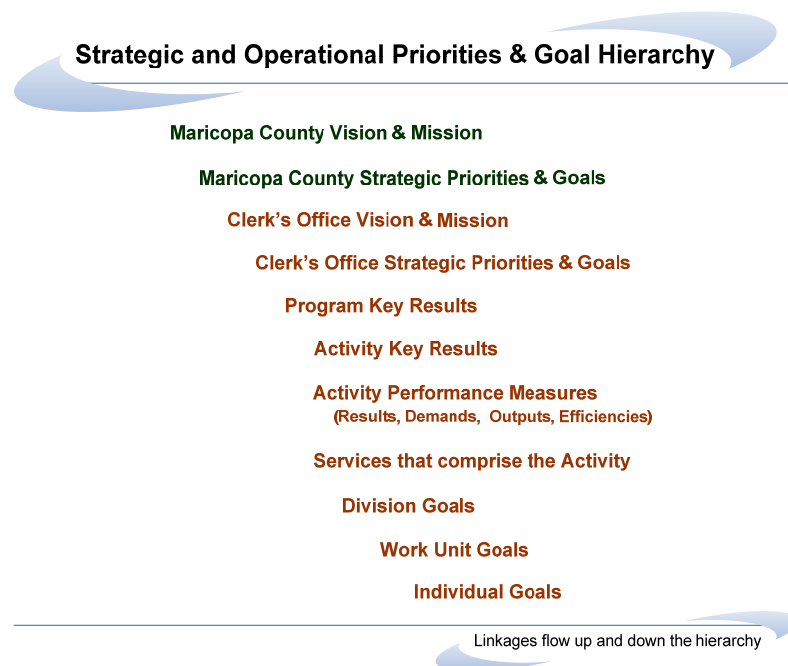 Strategic and Operational Priorities & Goal Hierarchy
Maricopa County Vision & Mission
Maricopa County Strategic Priorities & Goals
Clerk's Office Vision & Mission
Clerk's Office Strategic Priorities & Goals
Program Key Results
Activity Key Results
Activity Performance Measures
(Results, Demands, Outputs, Efficiencies)
Services that comprise the Activity
Division Goals
Work Unit Goals
Individual Goals
Linkages flow up and down the hierarchy